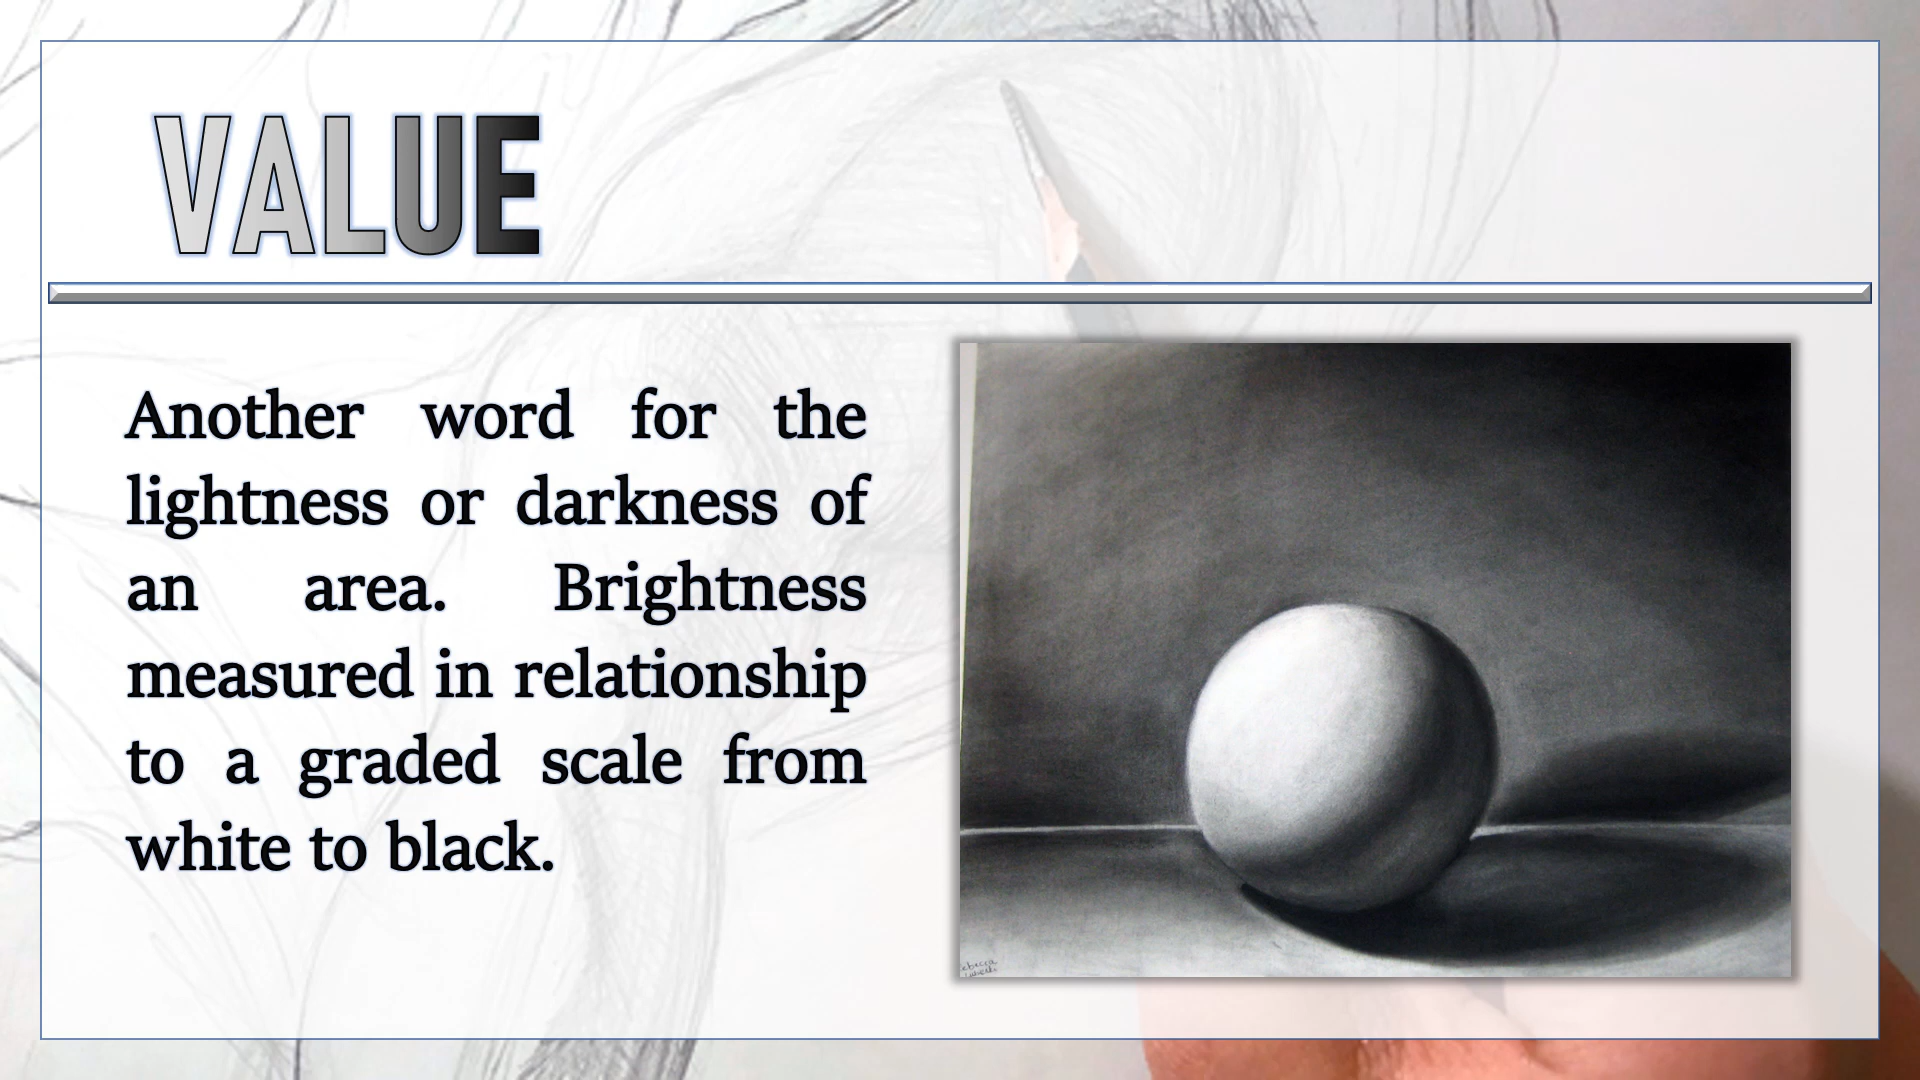 VALUE
Another word for the
lightness or darkness of
an area. Brightness
measured in relationship
to a graded scale from
white to black.